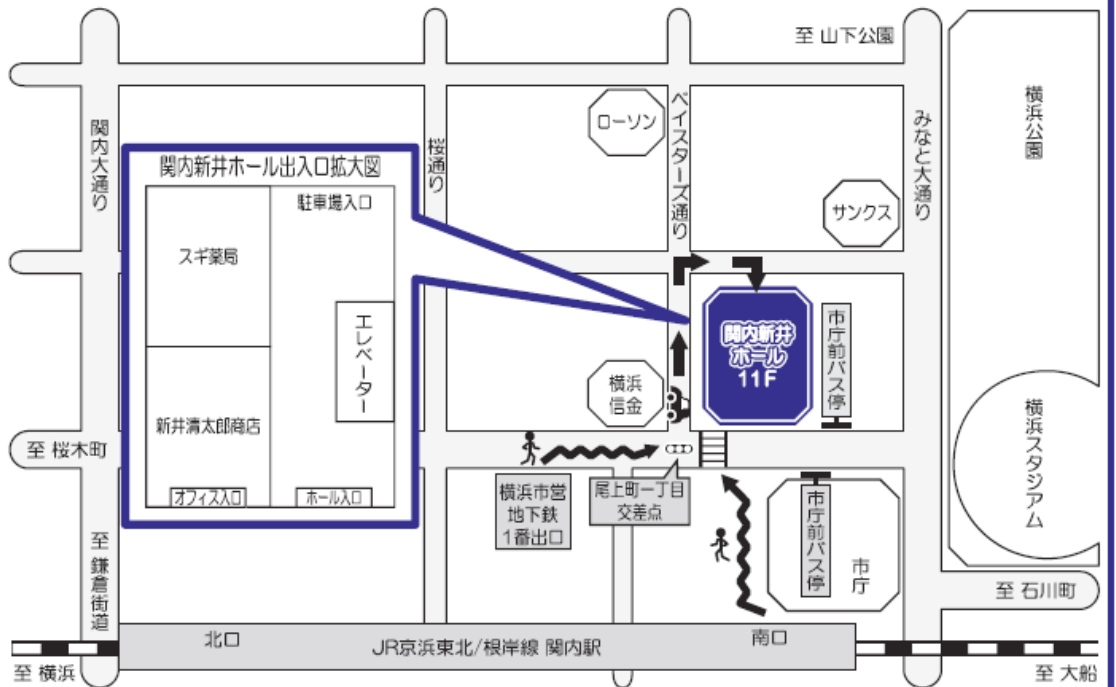 至 山下公園
関内大通り
桜通り
ベイスターズ通り
みなと大通り
横浜公園
ローソン
サンクス
関内新井ホール出入口拡大図
駐車場入口
スギ薬局
エレベーター
新井清太郎商店
オフィス入口
ホール入口
関内新井
ホール
11F
市庁前バス停
横浜
信金
横浜スタジアム
至 桜木町
横浜市営
地下鉄
1番出口
尾上町一丁目
交差点
市庁前バス停
市庁
至 鎌倉街道
至 石川町
北口
JR京浜東北/根岸線 関内駅
南口
至 横浜
至 大船